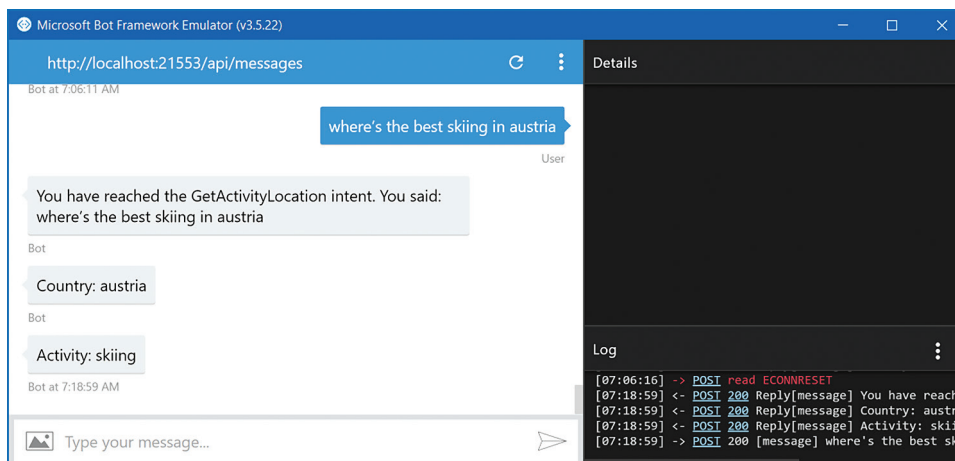 Microsoft Bot Framework Emulator (v3.5.22)
http://localhost:21553/api/messages
Bot at 7:06:11 AM
where's the best skiing in austria
User
You have reached the GetActivityLocation intent. You said:
where's the best skiing in austria
Bot
Country: austria
Bot
Activity: skiing
Bot at 7:18:59 AM
Type your message...
Details
Log
[07:06:16] -> POST read ECONNRESET
[07:18:59] <- POST 200 Reply[message] You have reach
[07:18:59] <- POST 200 Reply[message] Country: austr
[07:18:59] <- POST 200 Reply[message] Activity: skii
[07:18:59] -> POST 200 [message] where's the best sk